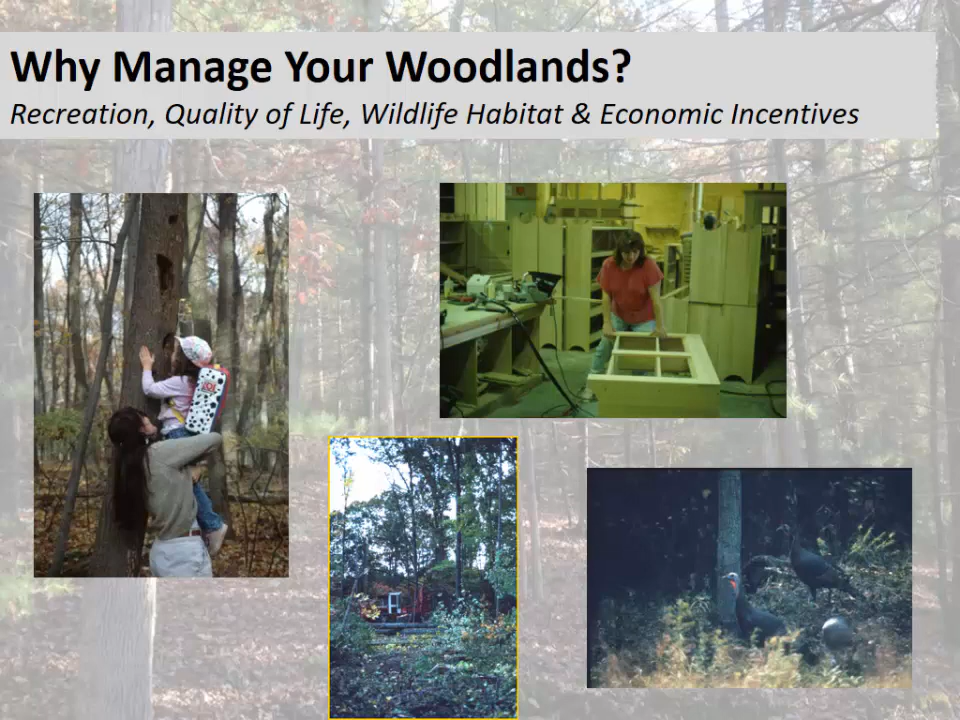 Why Manage Your Woodlands?
Recreation, Quality of Life, Wildlife Habitat & Economic Incentives